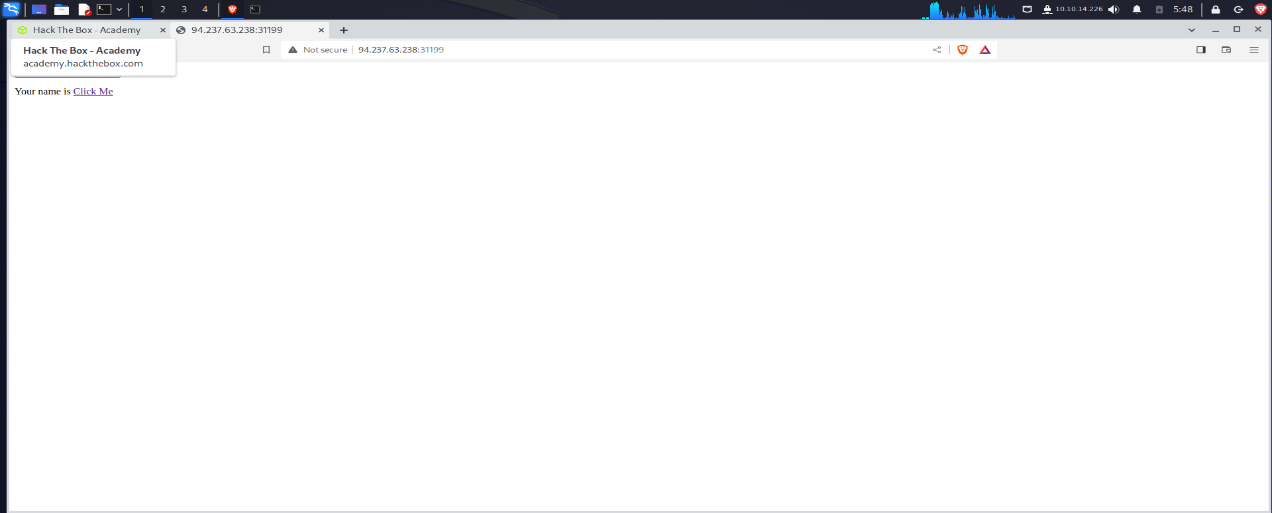 1 2 3 4 10.10.14.226 5:48
Hack The Box - Academy 94.237.63.238:31199
Hack The Box - Academy
academy.hackthebox.com
Not secure 94.237.63.238:31199
Your name is Click Me